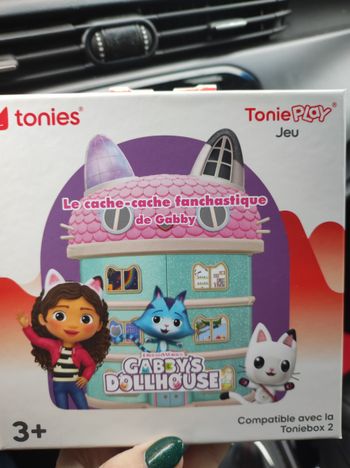 tonies®
ToniePLAY®
Jeu
Le cache-cache fanchastique
de Gabby
DREAMWORKS
GABBY'S
DOLLHOUSE
3+
Compatible avec la
Toniebox 2